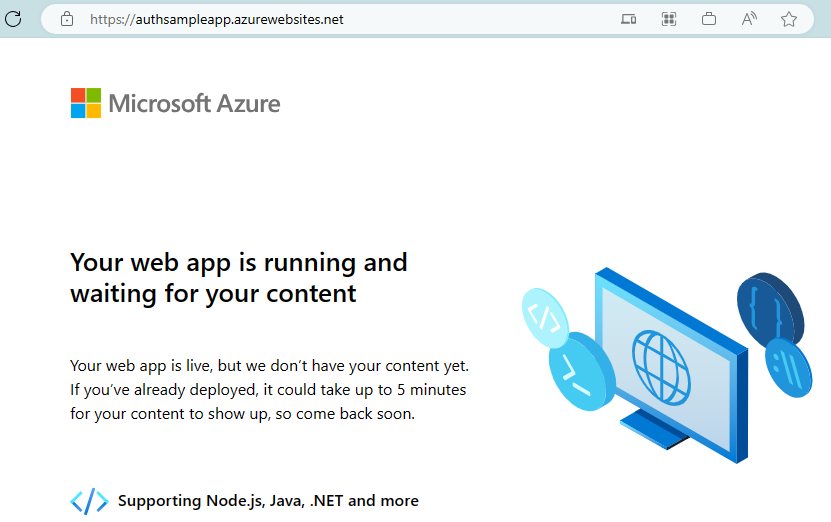 https://authsampleapp.azurewebsites.net
Microsoft Azure
Your web app is running and
waiting for your content
Your web app is live, but we don’t have your content yet.
If you’ve already deployed, it could take up to 5 minutes
for your content to show up, so come back soon.
Supporting Node.js, Java, .NET and more